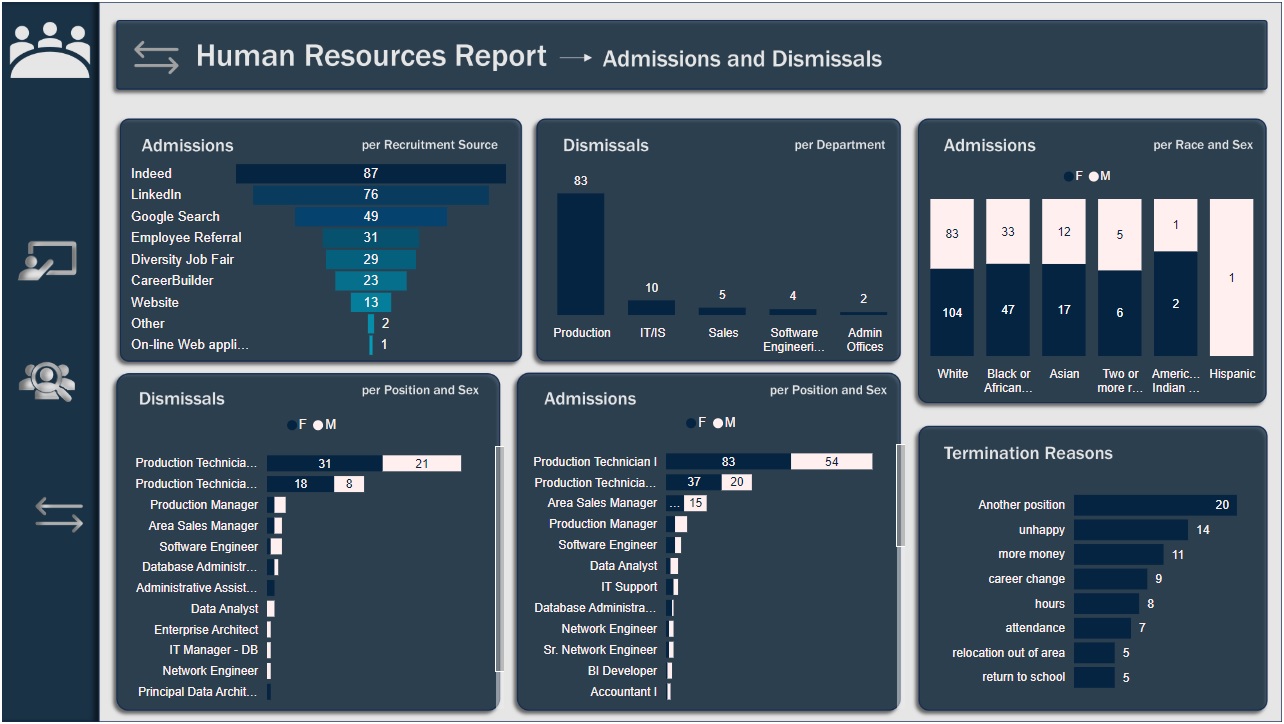 Human Resources Report
Admissions and Dismissals
Admissions
per Recruitment Source
Indeed 87
LinkedIn 76
Google Search 49
Employee Referral 31
Diversity Job Fair 29
CareerBuilder 23
Website 13
Other 2
On-line Web appli... 1
Dismissals
per Department
83
10
5
4
2
Production
IT/IS
Sales
Software
Engineeri...
Admin
Offices
Admissions
per Race and Sex
F M
83
33
12
5
1
1
104
47
17
6
2
White
Black or
African...
Asian
Two or
more r...
Americ...
Indian ...
Hispanic
Dismissals
per Position and Sex
F M
Production Technicia... 31 21
Production Technicia... 18 8
Production Manager
Area Sales Manager
Software Engineer
Database Administr...
Administrative Assist...
Data Analyst
Enterprise Architect
IT Manager - DB
Network Engineer
Principal Data Archit...
Admissions
per Position and Sex
F M
Production Technician I 83 54
Production Technicia... 37 20
Area Sales Manager ... 15
Production Manager
Software Engineer
Data Analyst
IT Support
Database Administra...
Network Engineer
Sr. Network Engineer
BI Developer
Accountant I
Termination Reasons
Another position 20
unhappy 14
more money 11
career change 9
hours 8
attendance 7
relocation out of area 5
return to school 5